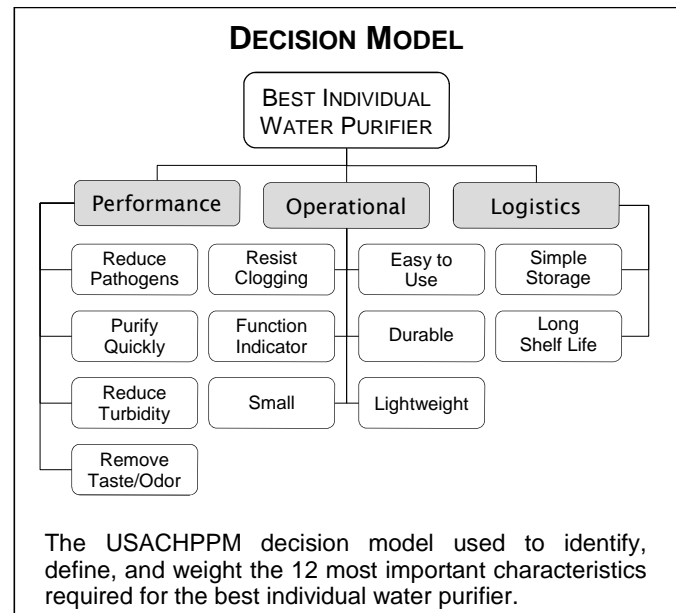 DECISION MODEL
BEST INDIVIDUAL
WATER PURIFIER
Performance
Operational
Logistics
Reduce
Pathogens
Resist
Clogging
Easy to
Use
Simple
Storage
Purify
Quickly
Function
Indicator
Durable
Long
Shelf Life
Reduce
Turbidity
Small
Lightweight
Remove
Taste/Odor
The USACHPPM decision model used to identify,
define, and weight the 12 most important characteristics
required for the best individual water purifier.